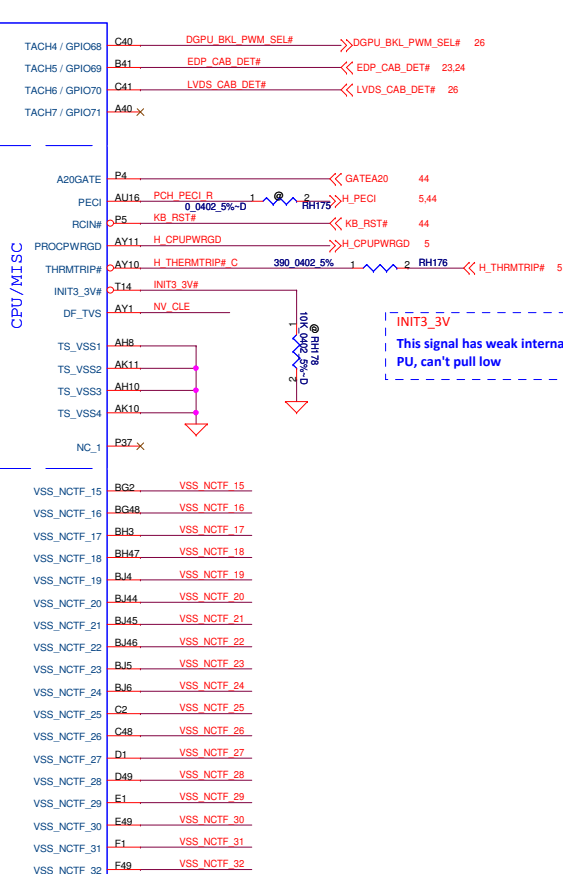 TACH4 / GPIO68 C40 DGPU_BKL_PWM_SEL# DGPU_BKL_PWM_SEL# 26
TACH5 / GPIO69 B41 EDP_CAB_DET# EDP_CAB_DET# 23,24
TACH6 / GPIO70 C41 LVDS_CAB_DET# LVDS_CAB_DET# 26
TACH7 / GPIO71 A40
CPU/MISC
A20GATE P4 GATEA20 44
PECI AU16 PCH_PECI_R 0_0402_5%~D 1 @ 2 RH175 H_PECI 5,44
RCIN# P5 KB_RST# KB_RST# 44
PROCPWRGD AY11 H_CPUPWRGD H_CPUPWRGD 5
THRMTRIP# AY10 H_THERMTRIP#_C 390_0402_5% 1 2 RH176 H_THRMTRIP# 5
INIT3_3V# T14 INIT3_3V#
DF_TVS AY1 NV_CLE
1 2 @ RH178
10K_0402_5%~D
INIT3_3V
This signal has weak interna
PU, can't pull low
TS_VSS1 AH8
TS_VSS2 AK11
TS_VSS3 AH10
TS_VSS4 AK10
NC_1 P37
VSS_NCTF_15 BG2 VSS_NCTF_15
VSS_NCTF_16 BG48 VSS_NCTF_16
VSS_NCTF_17 BH3 VSS_NCTF_17
VSS_NCTF_18 BH47 VSS_NCTF_18
VSS_NCTF_19 BJ4 VSS_NCTF_19
VSS_NCTF_20 BJ44 VSS_NCTF_20
VSS_NCTF_21 BJ45 VSS_NCTF_21
VSS_NCTF_22 BJ46 VSS_NCTF_22
VSS_NCTF_23 BJ5 VSS_NCTF_23
VSS_NCTF_24 BJ6 VSS_NCTF_24
VSS_NCTF_25 C2 VSS_NCTF_25
VSS_NCTF_26 C48 VSS_NCTF_26
VSS_NCTF_27 D1 VSS_NCTF_27
VSS_NCTF_28 D49 VSS_NCTF_28
VSS_NCTF_29 E1 VSS_NCTF_29
VSS_NCTF_30 E49 VSS_NCTF_30
VSS_NCTF_31 F1 VSS_NCTF_31
VSS_NCTF_32 F49 VSS_NCTF_32